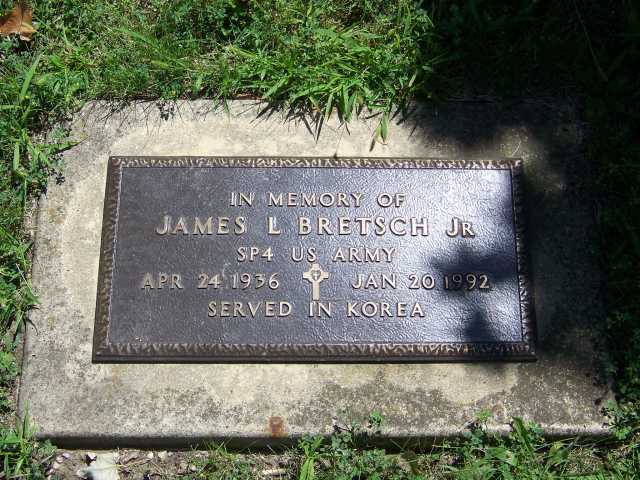 IN MEMORY OF
JAMES L BRETSCH JR
SP4 US ARMY
APR 24 1936 JAN 20 1992
SERVED IN KOREA